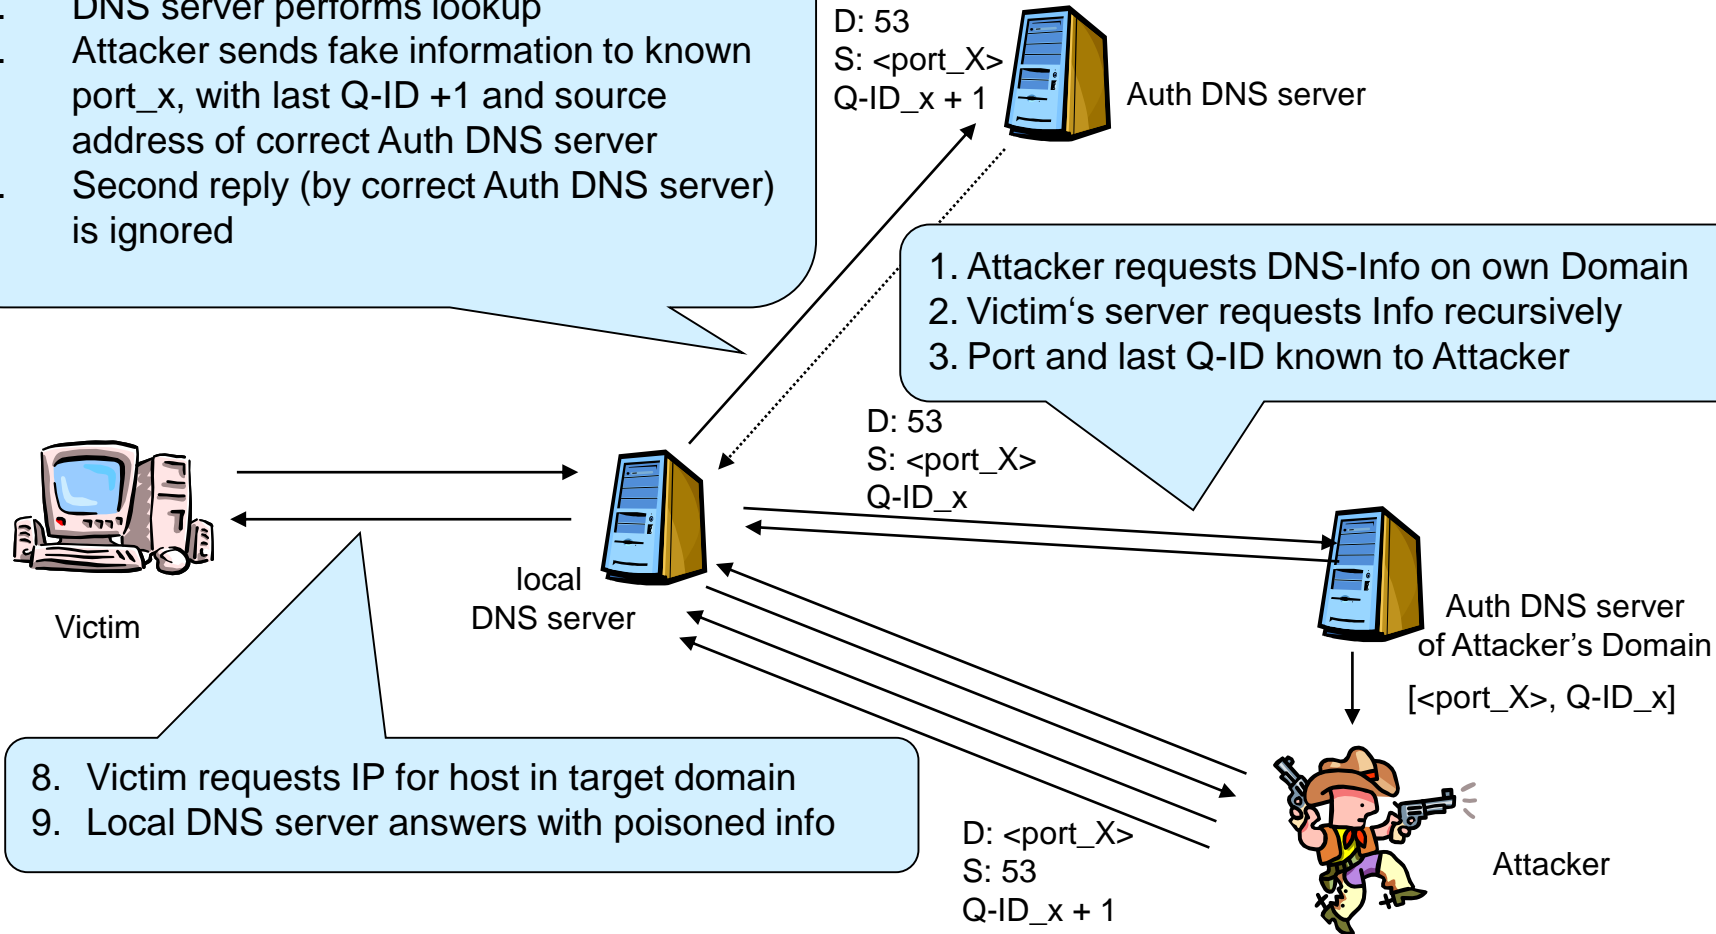 . DNS server performs lookup
. Attacker sends fake information to known
port_x, with last Q-ID +1 and source
address of correct Auth DNS server
. Second reply (by correct Auth DNS server)
is ignored
D: 53
S: <port_X>
Q-ID_x + 1
Auth DNS server
1. Attacker requests DNS-Info on own Domain
2. Victim‘s server requests Info recursively
3. Port and last Q-ID known to Attacker
D: 53
S: <port_X>
Q-ID_x
Victim
local
DNS server
Auth DNS server
of Attacker’s Domain
[<port_X>, Q-ID_x]
8. Victim requests IP for host in target domain
9. Local DNS server answers with poisoned info
D: <port_X>
S: 53
Q-ID_x + 1
Attacker